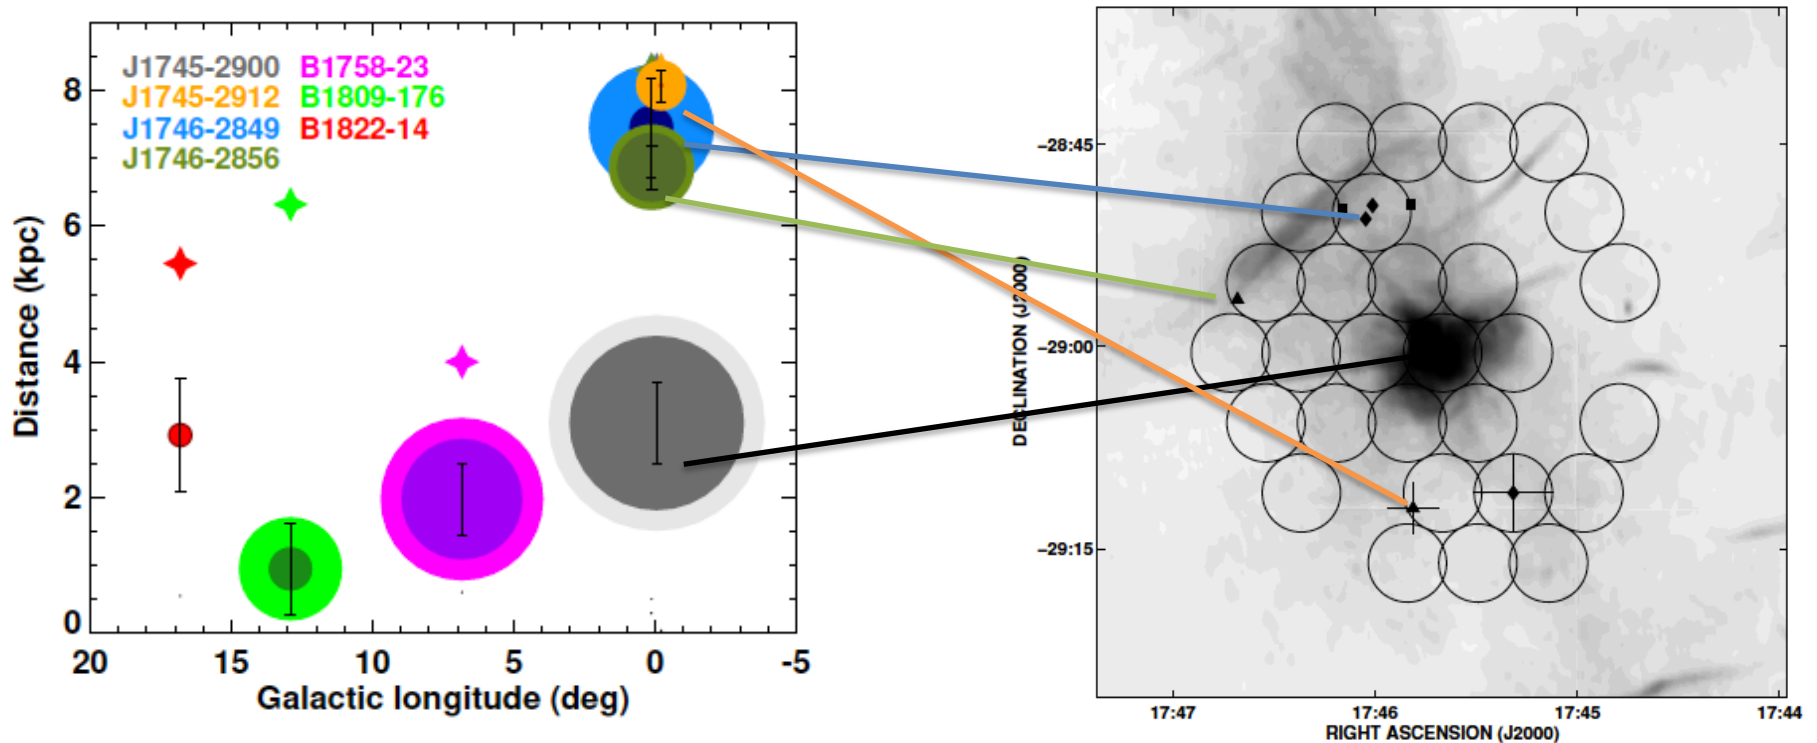 J1745-2900 B1758-23
J1745-2912 B1809-176
J1746-2849 B1822-14
J1746-2856
Distance (kpc)
8
6
4
2
0
20 15 10 5 0 -5
Galactic longitude (deg)
DECLINATION (J2000)
-28:45
-29:00
-29:15
17:47 17:46 17:45 17:44
RIGHT ASCENSION (J2000)